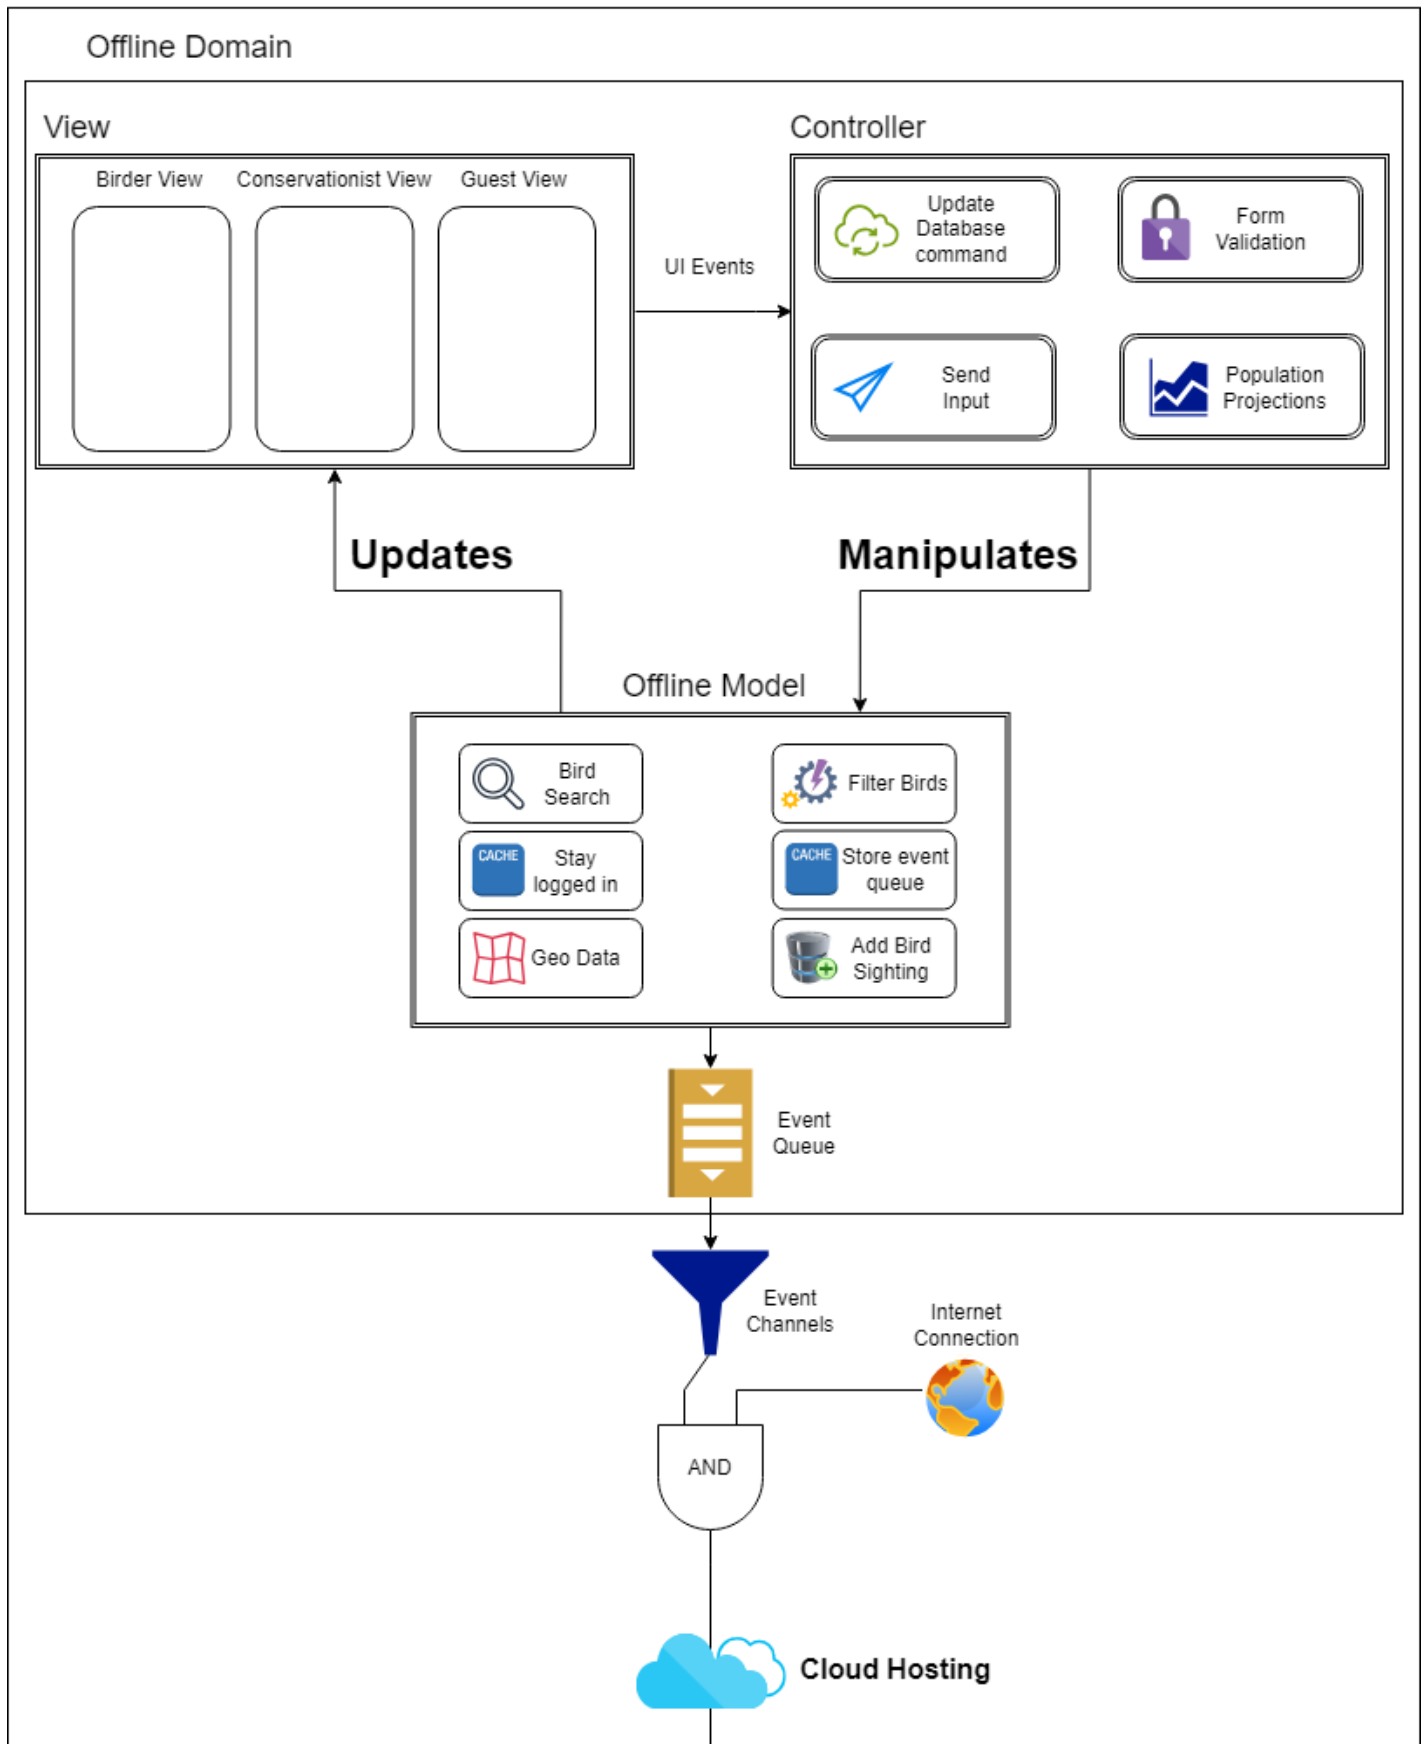 Offline Domain
View
Controller
Birder View
Conservationist View
Guest View
UI Events
Update
Database
command
Form
Validation
Send
Input
Population
Projections
Updates
Manipulates
Offline Model
Bird
Search
Filter Birds
CACHE
Stay
logged in
CACHE
Store event
queue
Geo Data
Add Bird
Sighting
Event
Queue
Event
Channels
Internet
Connection
AND
Cloud Hosting